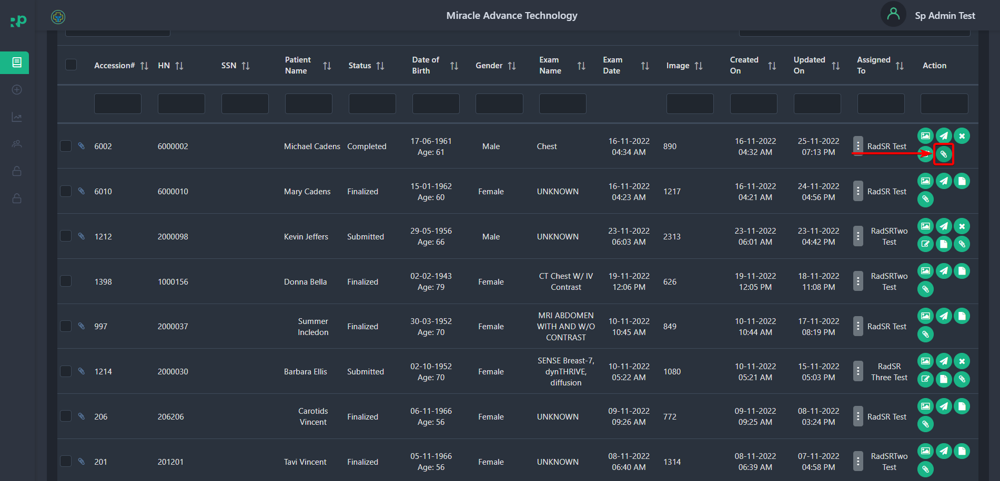 Rp
Miracle Advance Technology
Sp Admin Test
Accession# HN SSN Patient Name Status Date of Birth Gender Exam Name Exam Date Image Created On Updated On Assigned To Action
6002 6000002 Michael Cadens Completed 17-06-1961 Age: 61 Male Chest 16-11-2022 04:34 AM 890 16-11-2022 04:32 AM 25-11-2022 07:13 PM RadSR Test
6010 6000010 Mary Cadens Finalized 15-01-1962 Age: 60 Female UNKNOWN 16-11-2022 04:23 AM 1217 16-11-2022 04:21 AM 24-11-2022 04:56 PM RadSR Test
1212 2000098 Kevin Jeffers Submitted 29-05-1956 Age: 66 Male UNKNOWN 23-11-2022 06:03 AM 2313 23-11-2022 06:01 AM 23-11-2022 04:42 PM RadSRTwo Test
1398 1000156 Donna Bella Finalized 02-02-1943 Age: 79 Female CT Chest W/ IV Contrast 19-11-2022 12:06 PM 626 19-11-2022 12:05 PM 18-11-2022 11:08 PM RadSRTwo Test
997 2000037 Summer Incledon Finalized 30-03-1952 Age: 70 Female MRI ABDOMEN WITH AND W/O CONTRAST 10-11-2022 10:45 AM 849 10-11-2022 10:44 AM 17-11-2022 08:19 PM RadSR Test
1214 2000030 Barbara Ellis Submitted 02-10-1952 Age: 70 Female SENSE Breast-7, dynTHRIVE, diffusion 10-11-2022 05:22 AM 1080 10-11-2022 05:21 AM 15-11-2022 05:03 PM RadSR Three Test
206 206206 Carotids Vincent Finalized 06-11-1966 Age: 56 Female UNKNOWN 09-11-2022 09:26 AM 772 09-11-2022 09:25 AM 08-11-2022 03:24 PM RadSR Test
201 201201 Tavi Vincent Finalized 05-11-1966 Age: 56 Female UNKNOWN 08-11-2022 06:40 AM 1314 08-11-2022 06:39 AM 07-11-2022 04:58 PM RadSRTwo Test